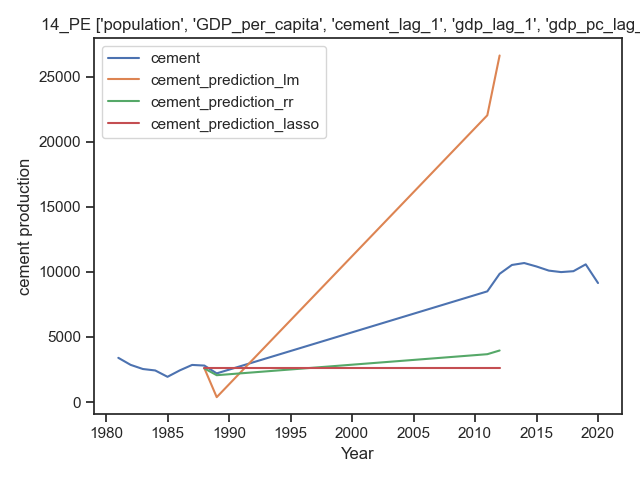 14_PE ['population', 'GDP_per_capita', 'cement_lag_1', 'gdp_lag_1', 'gdp_pc_lag_
cement
cement_prediction_lm
cement_prediction_rr
cement_prediction_lasso
25000
20000
15000
10000
5000
0
cement production
1980 1985 1990 1995 2000 2005 2010 2015 2020
Year